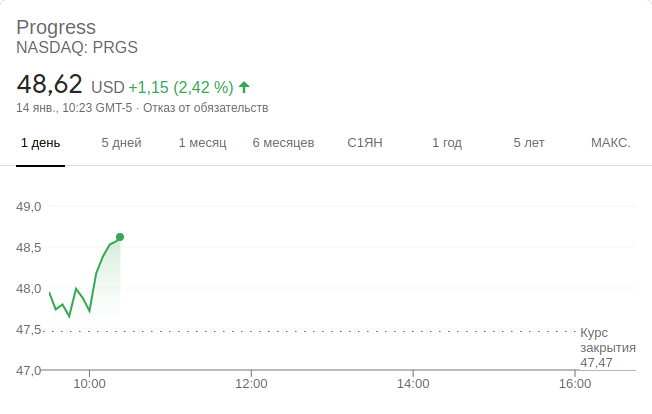 Progress
NASDAQ: PRGS
48,62 USD +1,15 (2,42 %)
14 янв., 10:23 GMT-5 · Отказ от обязательств
1 день 5 дней 1 месяц 6 месяцев С1ЯН 1 год 5 лет МАКС.
49,0
48,5
48,0
47,5
47,0
Курс
закрытия
47,47
10:00 12:00 14:00 16:00